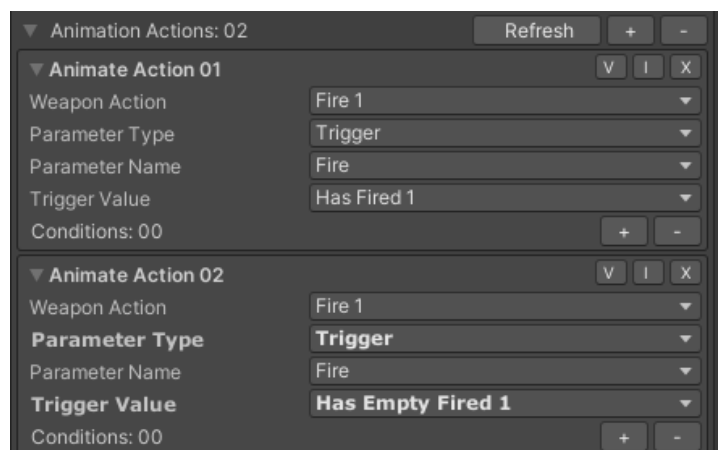 Animation Actions: 02 Refresh + -
Animate Action 01 V I X
Weapon Action Fire 1
Parameter Type Trigger
Parameter Name Fire
Trigger Value Has Fired 1
Conditions: 00 + -
Animate Action 02 V I X
Weapon Action Fire 1
Parameter Type Trigger
Parameter Name Fire
Trigger Value Has Empty Fired 1
Conditions: 00 + -